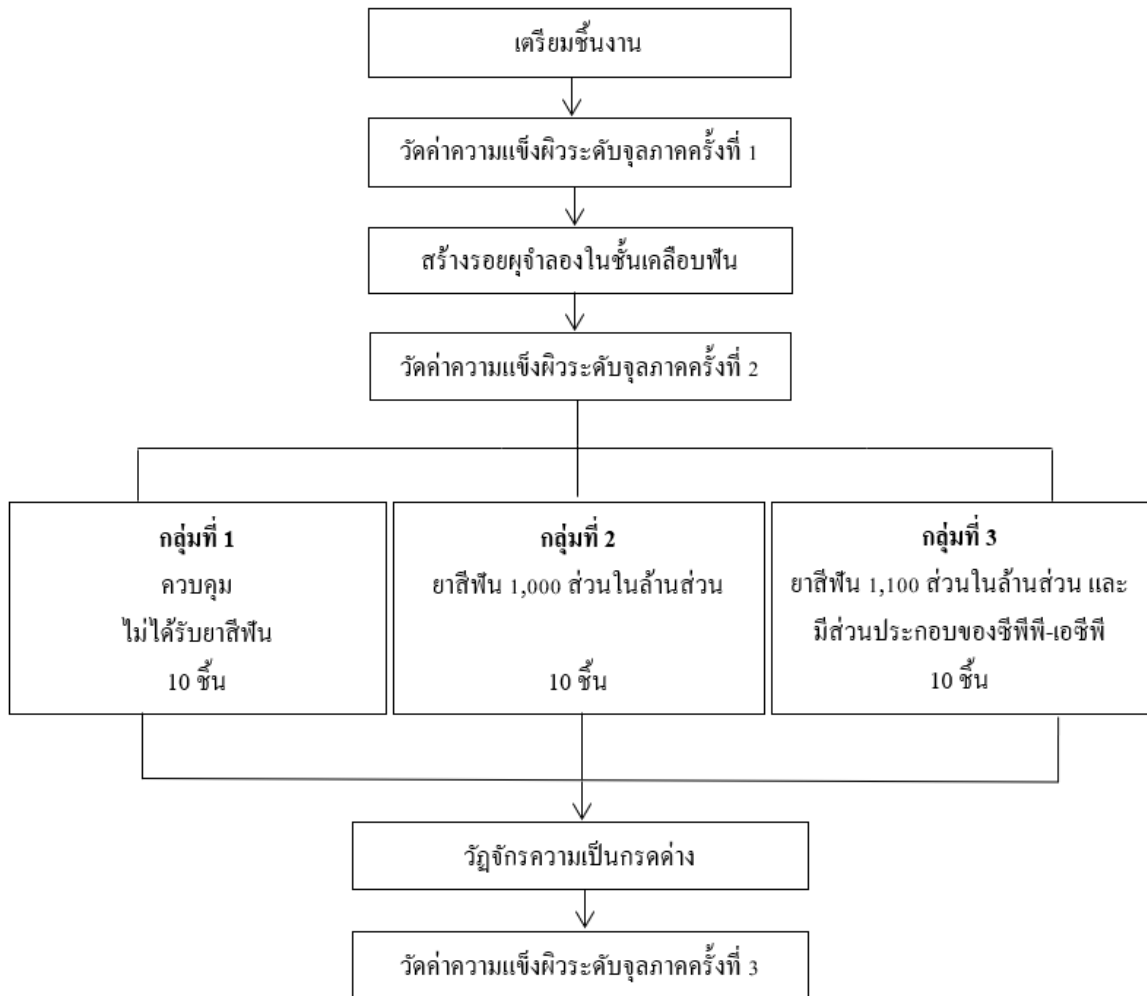 เตรียมชิ้นงาน
วัดค่าความแข็งผิวระดับจุลภาคครั้งที่ 1
สร้างรอยผุจำลองในชั้นเคลือบฟัน
วัดค่าความแข็งผิวระดับจุลภาคครั้งที่ 2
กลุ่มที่ 1
ควบคุม
ไม่ได้รับยาสีฟัน
10 ชิ้น
กลุ่มที่ 2
ยาสีฟัน 1,000 ส่วนในล้านส่วน
10 ชิ้น
กลุ่มที่ 3
ยาสีฟัน 1,100 ส่วนในล้านส่วน และ
มีส่วนประกอบของซีพีพี-เอซีพี
10 ชิ้น
วัฏจักรความเป็นกรดด่าง
วัดค่าความแข็งผิวระดับจุลภาคครั้งที่ 3